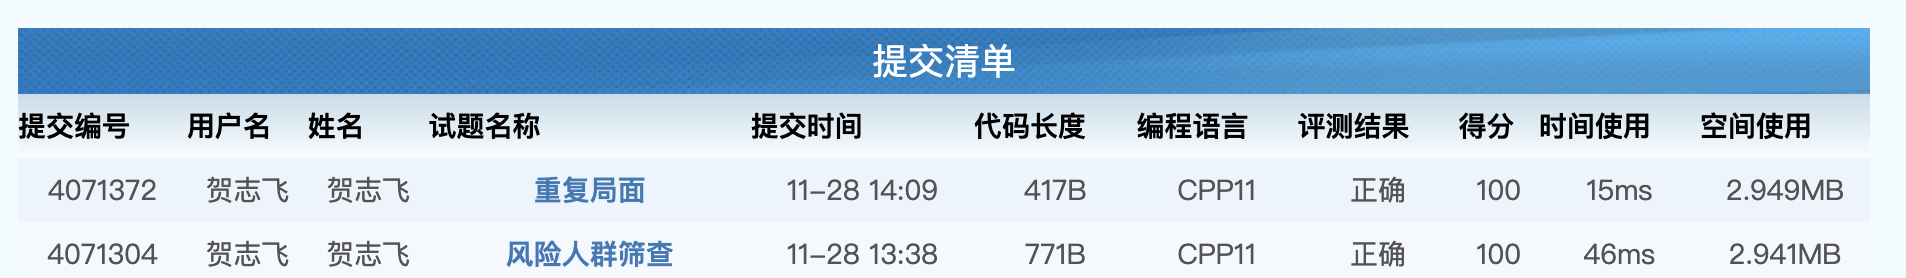 提交清单
提交编号 用户名 姓名 试题名称 提交时间 代码长度 编程语言 评测结果 得分 时间使用 空间使用
4071372 贺志飞 贺志飞 重复局面 11-28 14:09 417B CPP11 正确 100 15ms 2.949MB
4071304 贺志飞 贺志飞 风险人群筛查 11-28 13:38 771B CPP11 正确 100 46ms 2.941MB